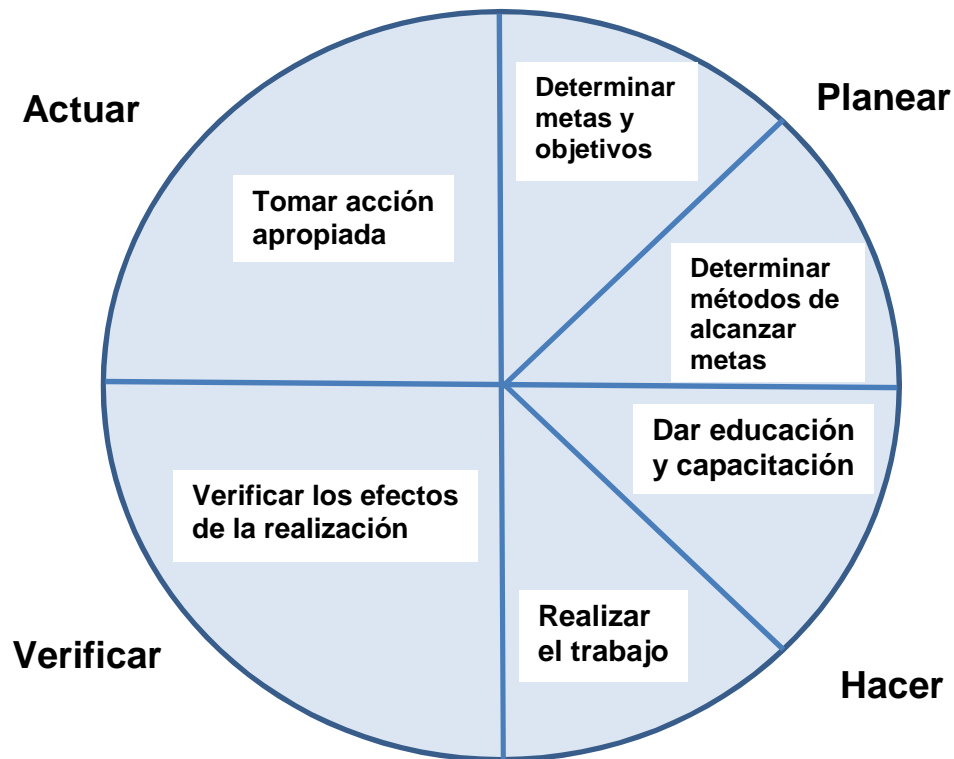 Actuar
Planear
Determinar
metas y
objetivos
Tomar acción
apropiada
Determinar
métodos de
alcanzar
metas
Dar educación
y capacitación
Verificar los efectos
de la realización
Realizar
el trabajo
Verificar
Hacer